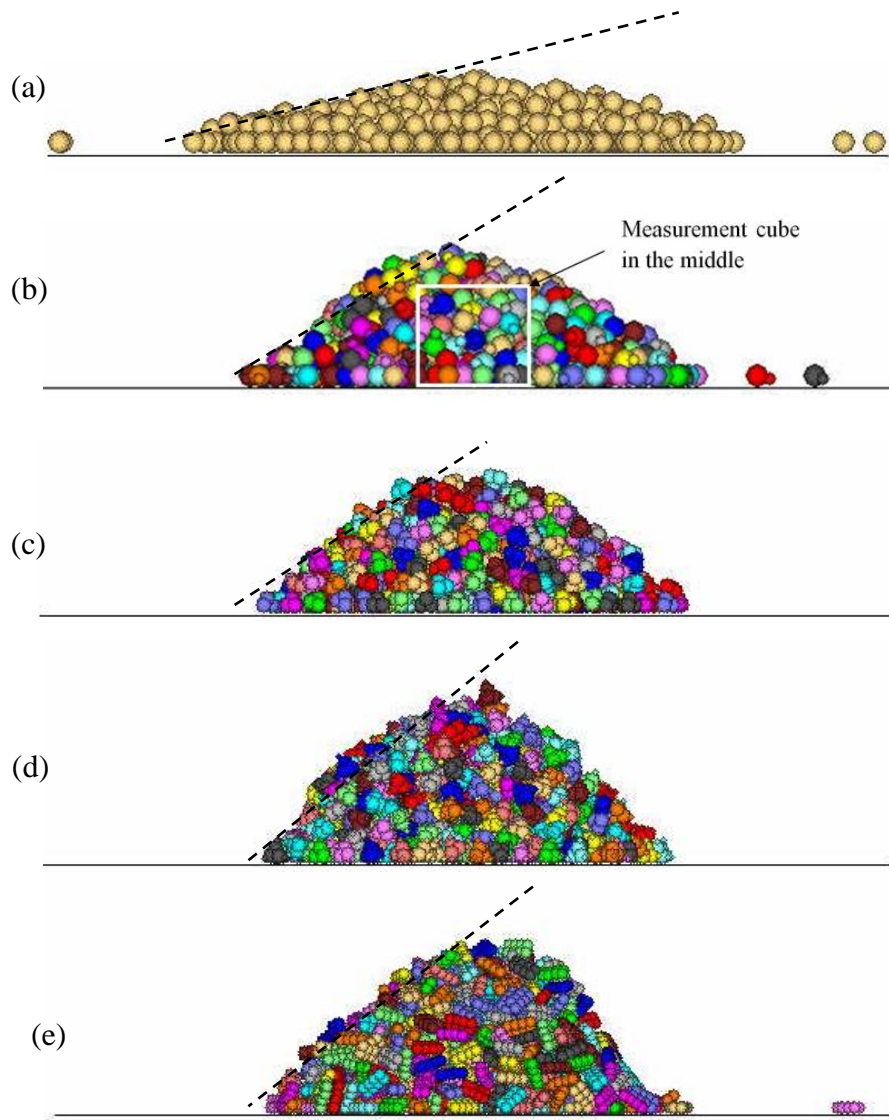 (a)
Measurement cube
in the middle
(b)
(c)
(d)
(e)